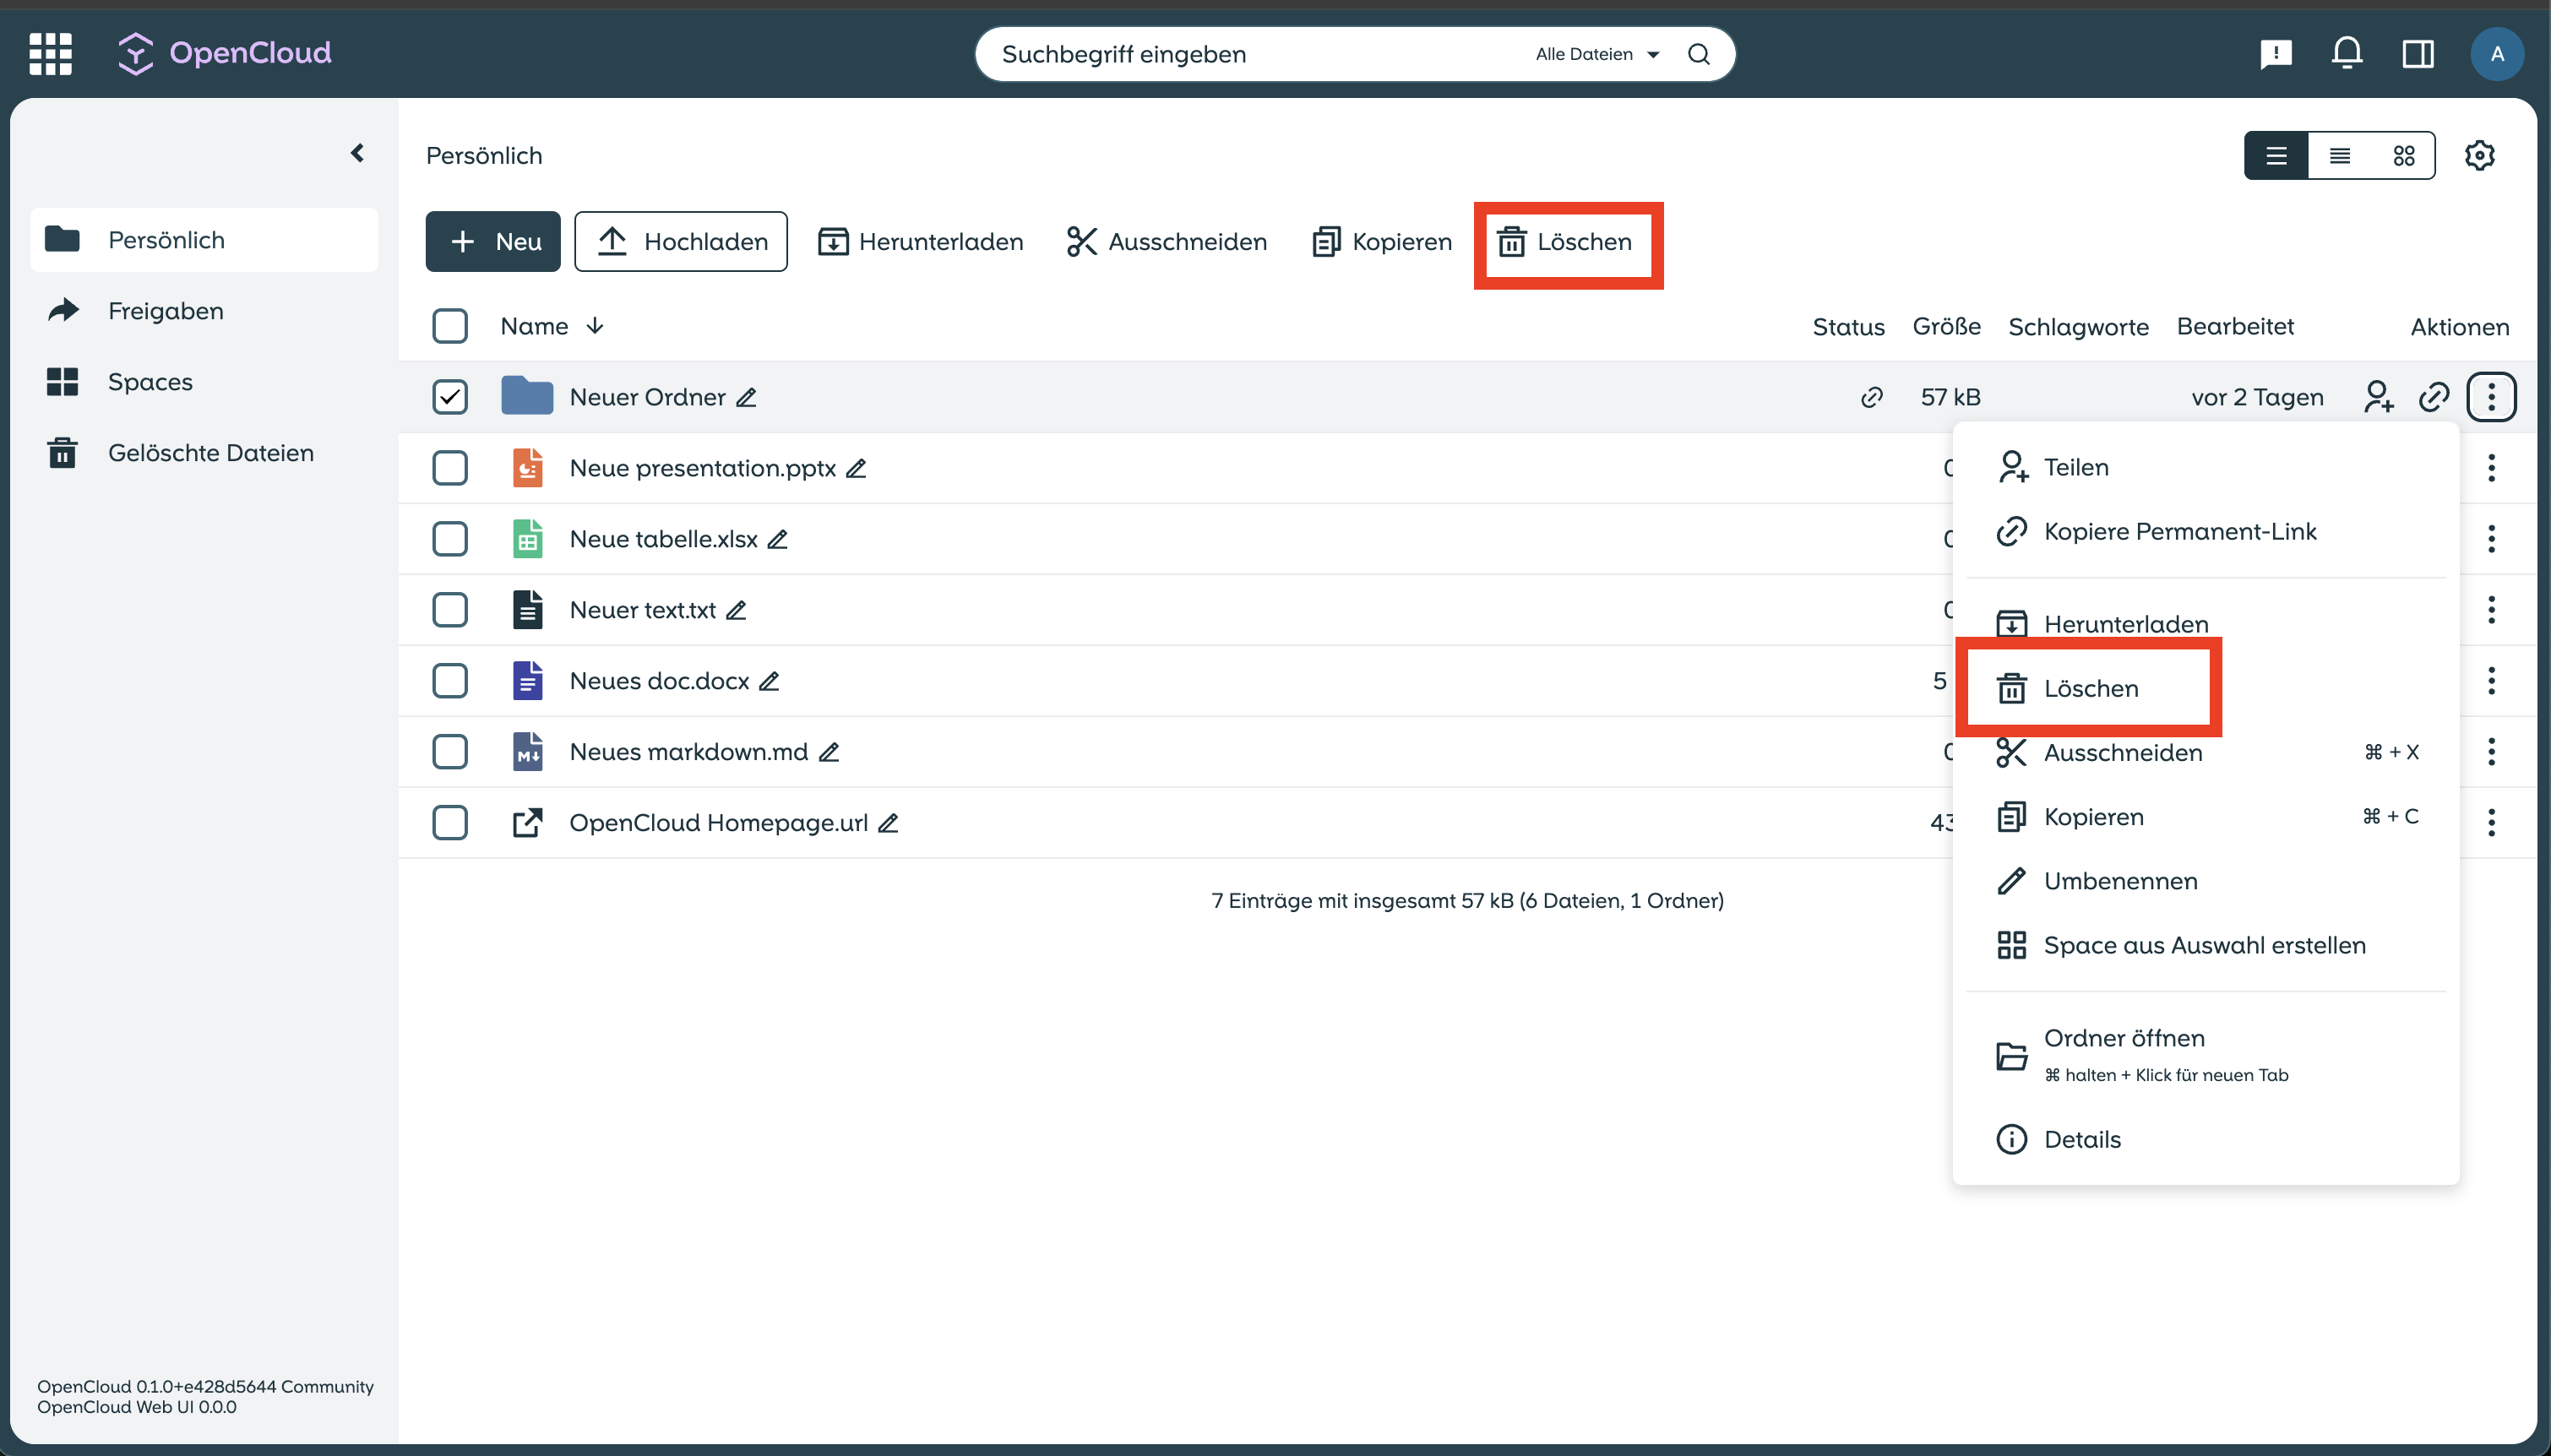 OpenCloud
Suchbegriff eingeben
Alle Dateien
A
Persönlich
Persönlich
Freigaben
Spaces
Gelöschte Dateien
Neu
Hochladen
Herunterladen
Ausschneiden
Kopieren
Löschen
Name
Status
Größe
Schlagworte
Bearbeitet
Aktionen
Neuer Ordner
57 kB
vor 2 Tagen
Neue presentation.pptx
Neue tabelle.xlsx
Neuer text.txt
Neues doc.docx
5
Neues markdown.md
OpenCloud Homepage.url
43
7 Einträge mit insgesamt 57 kB (6 Dateien, 1 Ordner)
Teilen
Kopiere Permanent-Link
Herunterladen
Löschen
Ausschneiden ⌘ + X
Kopieren ⌘ + C
Umbenennen
Space aus Auswahl erstellen
Ordner öffnen
⌘ halten + Klick für neuen Tab
Details
OpenCloud 0.1.0+e428d5644 Community
OpenCloud Web UI 0.0.0